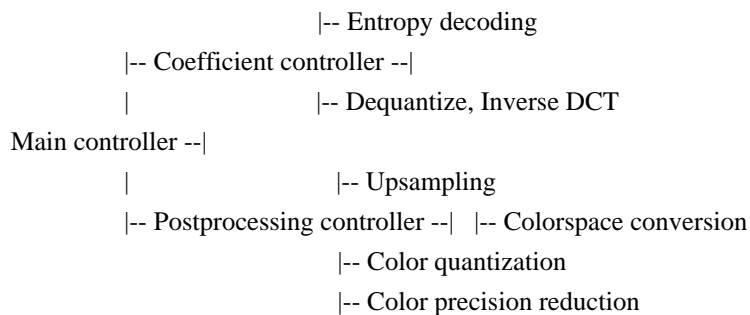 |-- Entropy decoding
|-- Coefficient controller --|
| |-- Dequantize, Inverse DCT
Main controller --|
| |-- Upsampling
|-- Postprocessing controller --| |-- Colorspace conversion
|-- Color quantization
|-- Color precision reduction